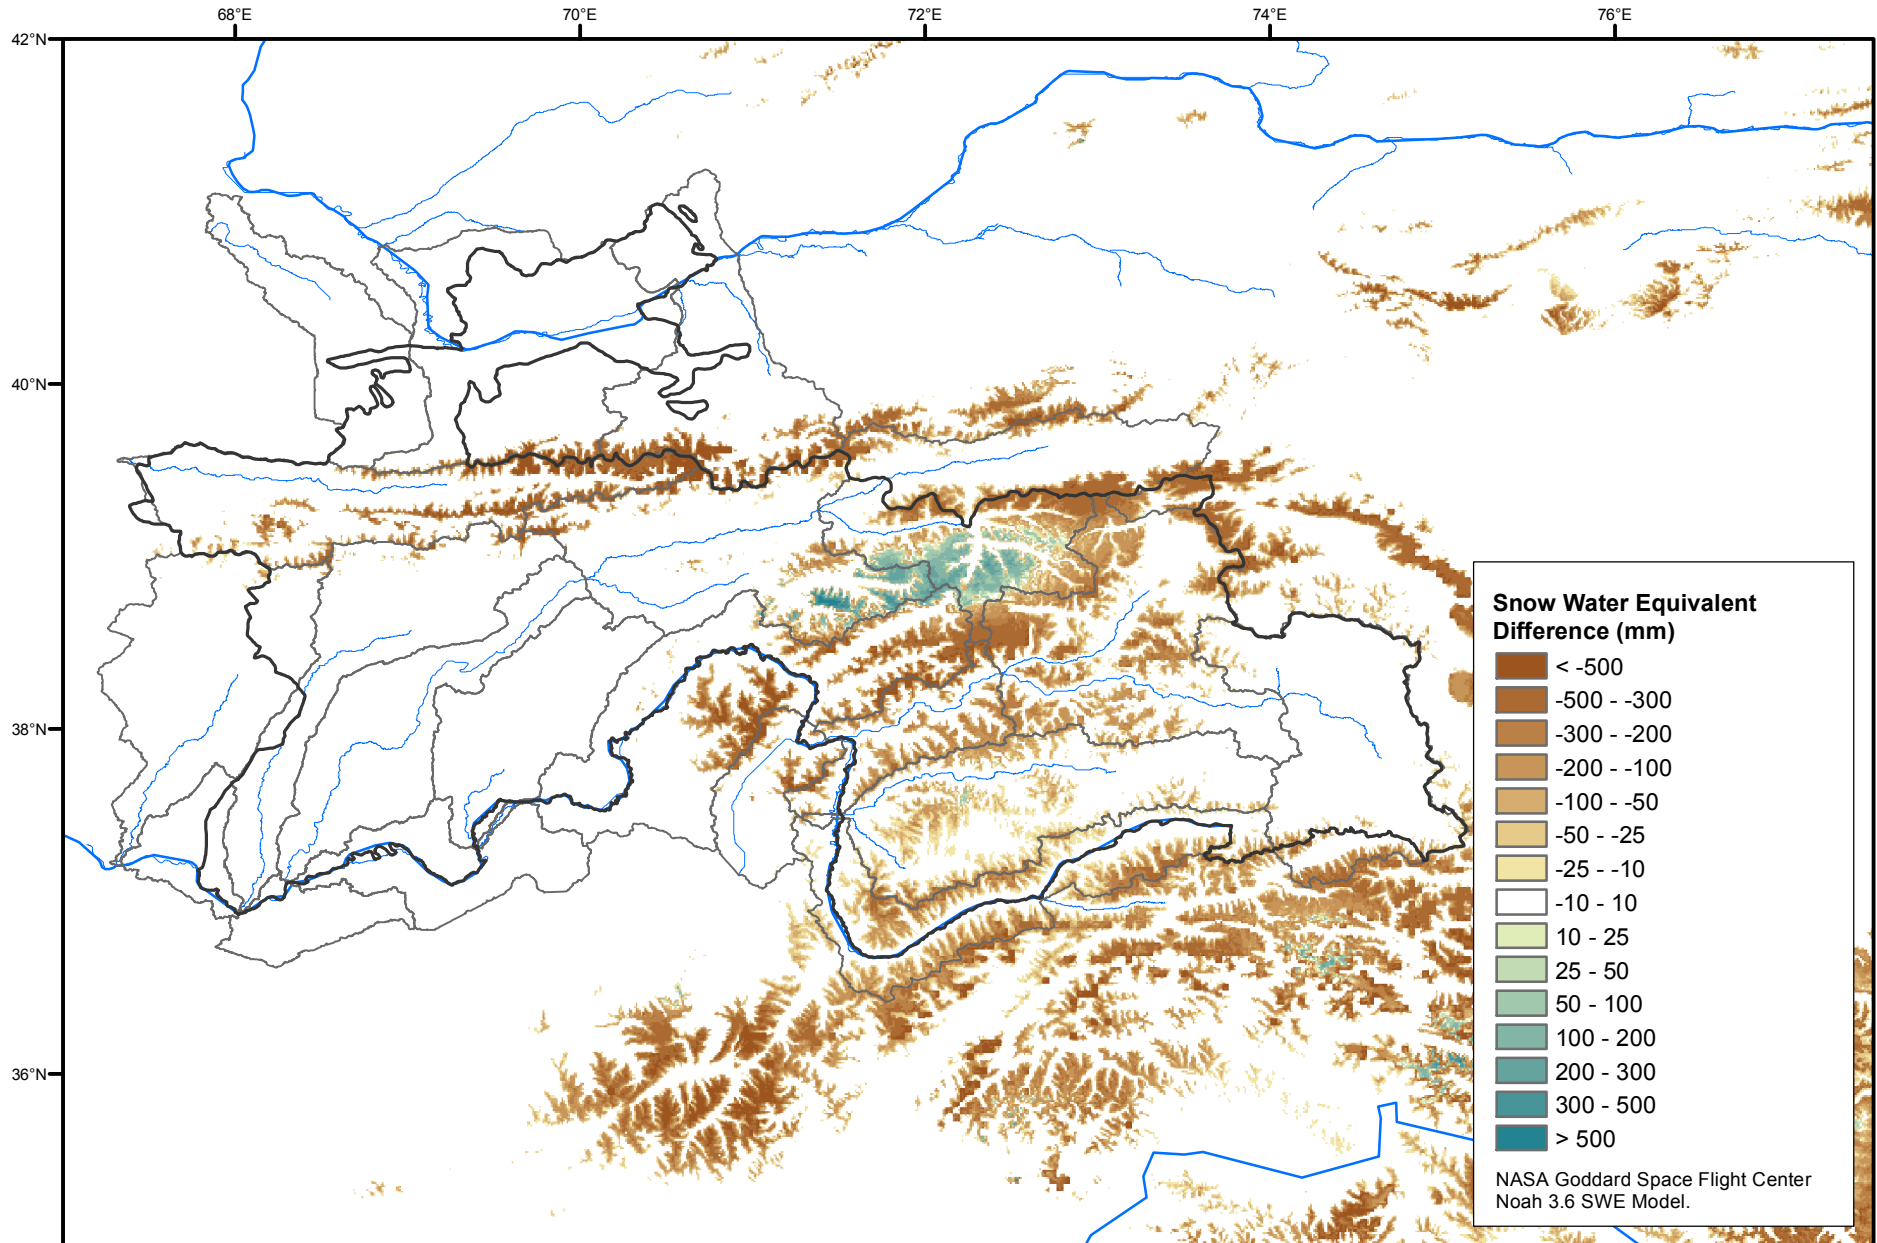 68°E 70°E 72°E 74°E 76°E
42°N
40°N
38°N
36°N
Snow Water Equivalent
Difference (mm)
< -500
-500 - -300
-300 - -200
-200 - -100
-100 - -50
-50 - -25
-25 - -10
-10 - 10
10 - 25
25 - 50
50 - 100
100 - 200
200 - 300
300 - 500
> 500
NASA Goddard Space Flight Center
Noah 3.6 SWE Model.